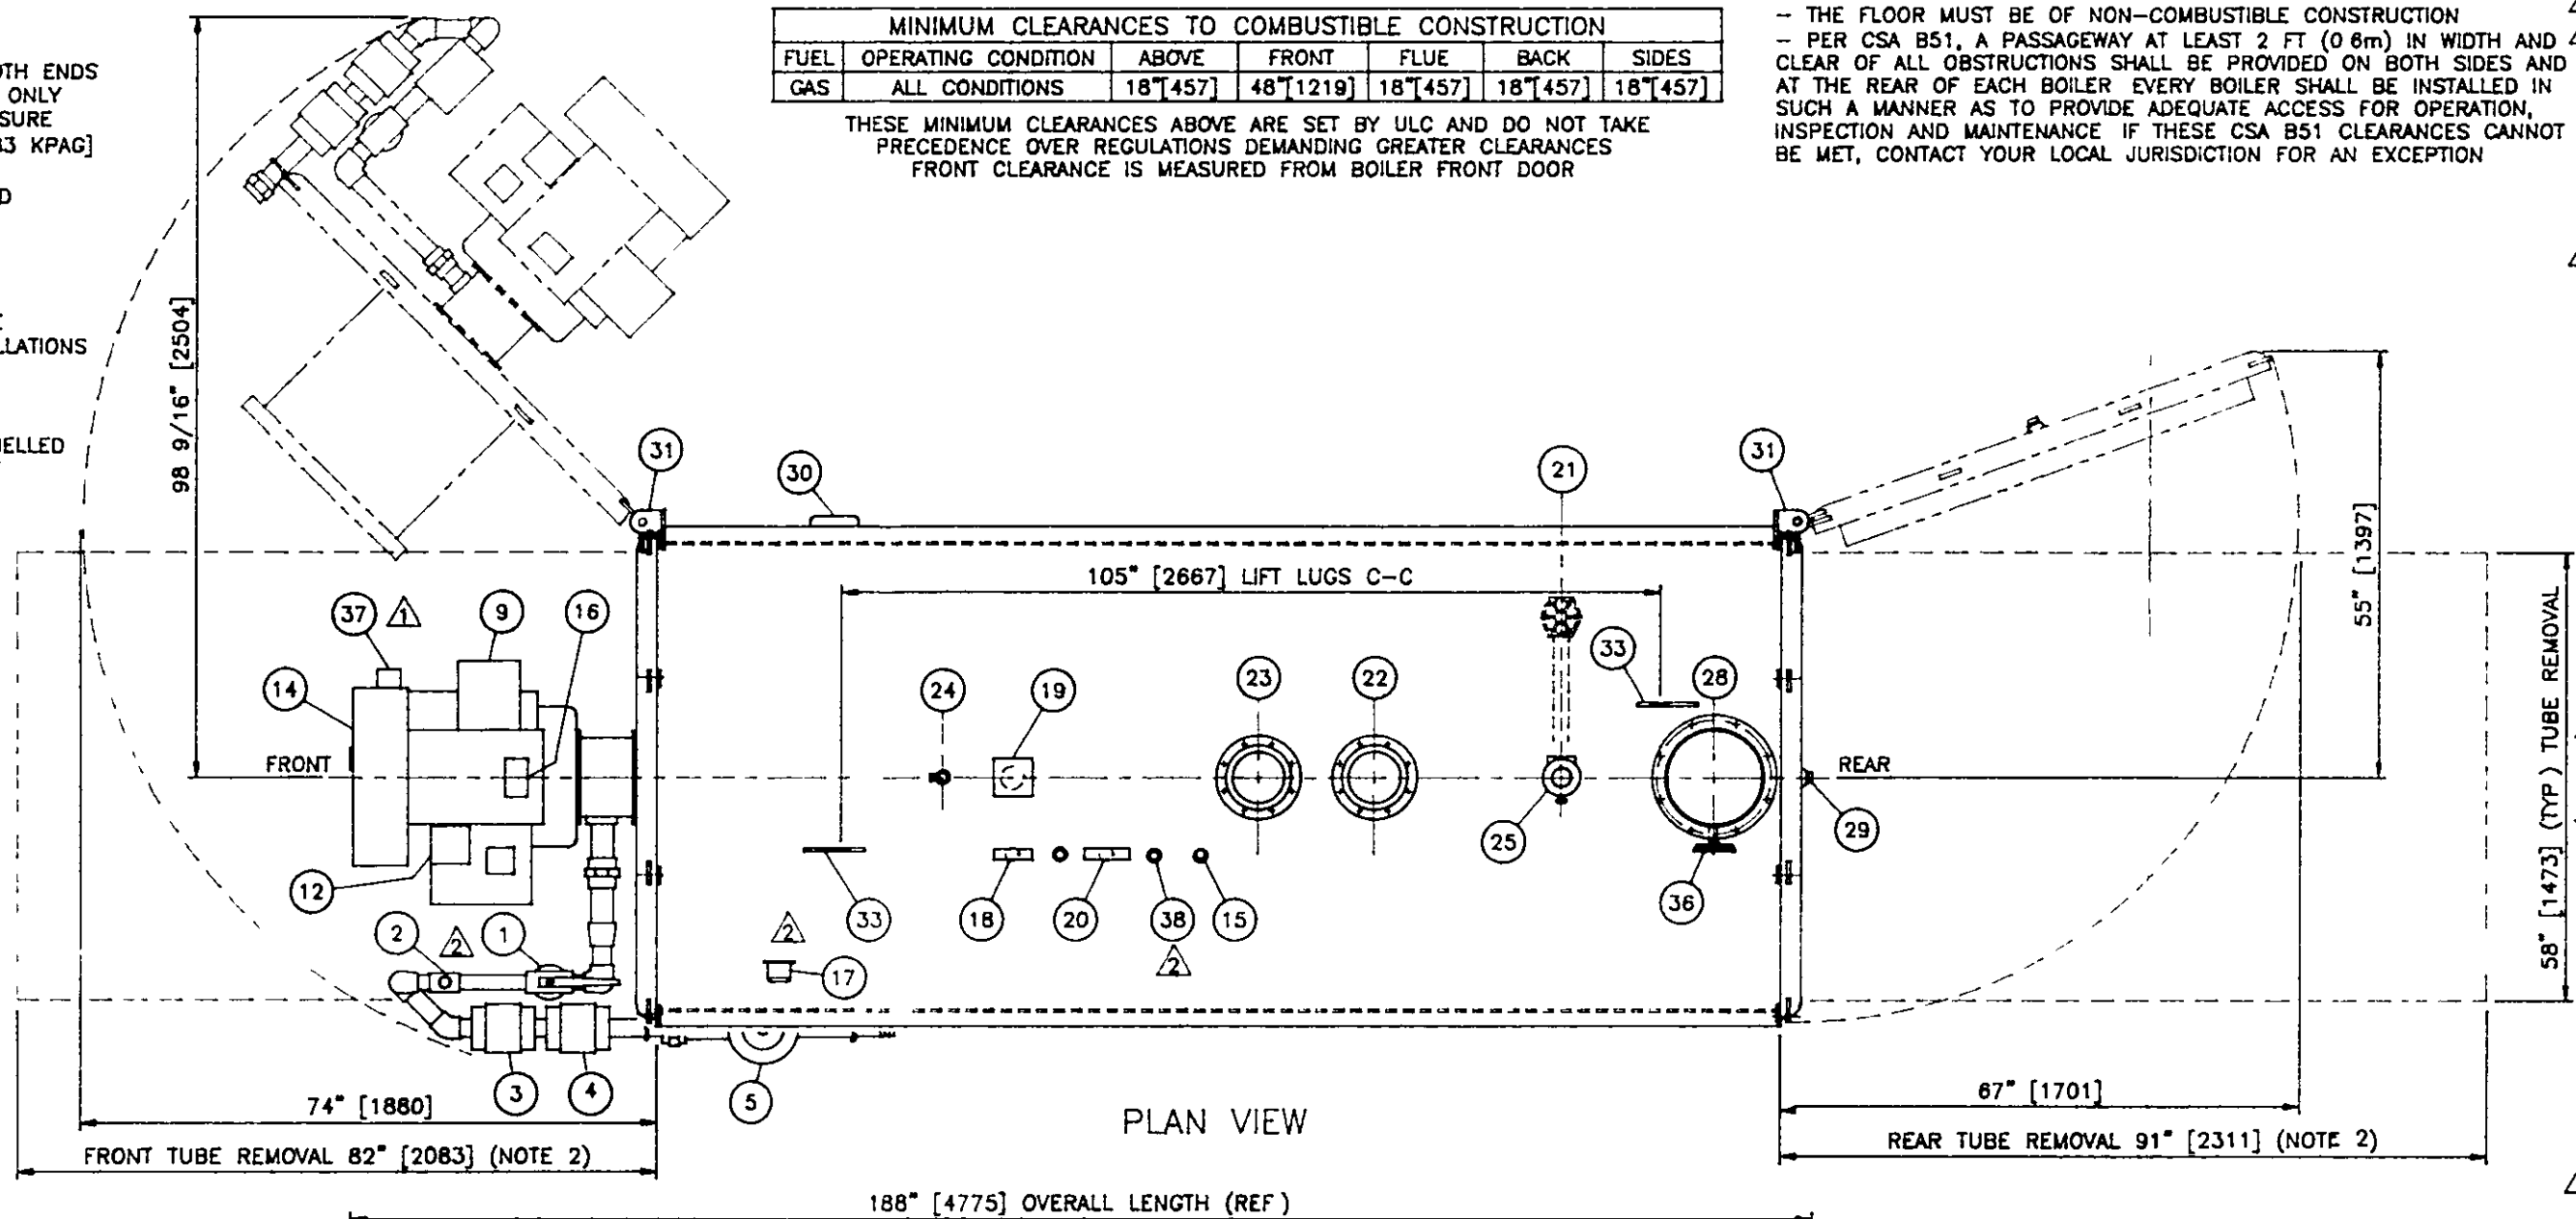 OTH ENDS
ONLY
SURE
33 KPAG]
D
LLATIONS
ELLED
MINIMUM CLEARANCES TO COMBUSTIBLE CONSTRUCTION
FUEL OPERATING CONDITION ABOVE FRONT FLUE BACK SIDES
GAS ALL CONDITIONS 18"[457] 48"[1219] 18"[457] 18"[457] 18"[457]
THESE MINIMUM CLEARANCES ABOVE ARE SET BY ULC AND DO NOT TAKE
PRECEDENCE OVER REGULATIONS DEMANDING GREATER CLEARANCES
FRONT CLEARANCE IS MEASURED FROM BOILER FRONT DOOR
- THE FLOOR MUST BE OF NON-COMBUSTIBLE CONSTRUCTION
- PER CSA B51, A PASSAGEWAY AT LEAST 2 FT (0 6m) IN WIDTH AND
CLEAR OF ALL OBSTRUCTIONS SHALL BE PROVIDED ON BOTH SIDES AND
AT THE REAR OF EACH BOILER EVERY BOILER SHALL BE INSTALLED IN
SUCH A MANNER AS TO PROVIDE ADEQUATE ACCESS FOR OPERATION,
INSPECTION AND MAINTENANCE IF THESE CSA B51 CLEARANCES CANNOT
BE MET, CONTACT YOUR LOCAL JURISDICTION FOR AN EXCEPTION
98 9/16" [2504]
31
30
21
31
55" [1397]
105" [2667] LIFT LUGS C-C
37
1
9
16
33
14
24
19
23
22
28
58" [1473] (TYP ) TUBE REMOVAL
FRONT
REAR
25
29
12
33
18
20
38
15
36
2
2
1
2
17
2
3
4
5
74" [1880]
67" [1701]
PLAN VIEW
FRONT TUBE REMOVAL 82" [2083] (NOTE 2)
REAR TUBE REMOVAL 91" [2311] (NOTE 2)
188" [4775] OVERALL LENGTH (REF )